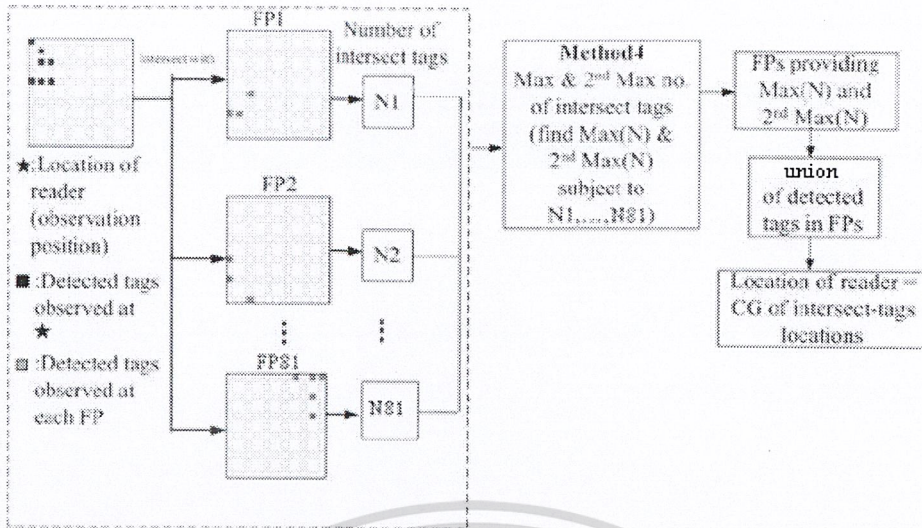 FP1
Number of
intersect tags
N1
FP2
N2
FP81
N81
★:Location of
reader
(observation
position)
■:Detected tags
observed at
★
:Detected tags
observed at
each FP
Method4
Max & 2nd Max no.
of intersect tags
(find Max(N) &
2nd Max(N)
subject to
N1,....,N81)
FPs providing
Max(N) and
2nd Max(N)
union
of detected
tags in FPs
Location of reader =
CG of intersect-tags
locations